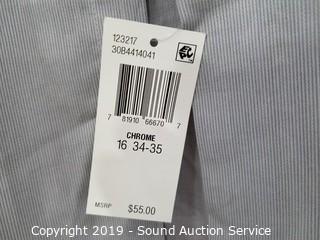 123217
30B4414041
7 81910 66670 7
CHROME
16 34-35
MSRP $55.00
Copyright 2019 - Sound Auction Service